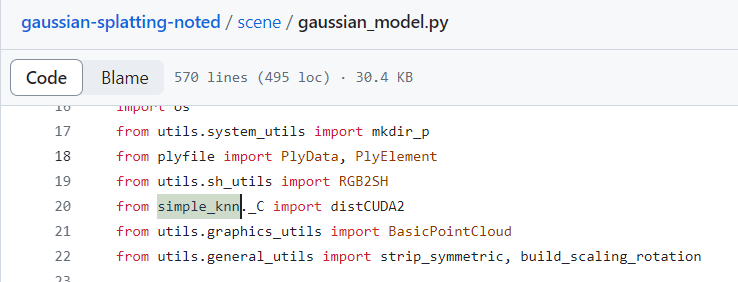 gaussian-splatting-noted / scene / gaussian_model.py
Code Blame 570 lines (495 loc) · 30.4 KB
16 import os
17 from utils.system_utils import mkdir_p
18 from plyfile import PlyData, PlyElement
19 from utils.sh_utils import RGB2SH
20 from simple_knn._C import distCUDA2
21 from utils.graphics_utils import BasicPointCloud
22 from utils.general_utils import strip_symmetric, build_scaling_rotation
23